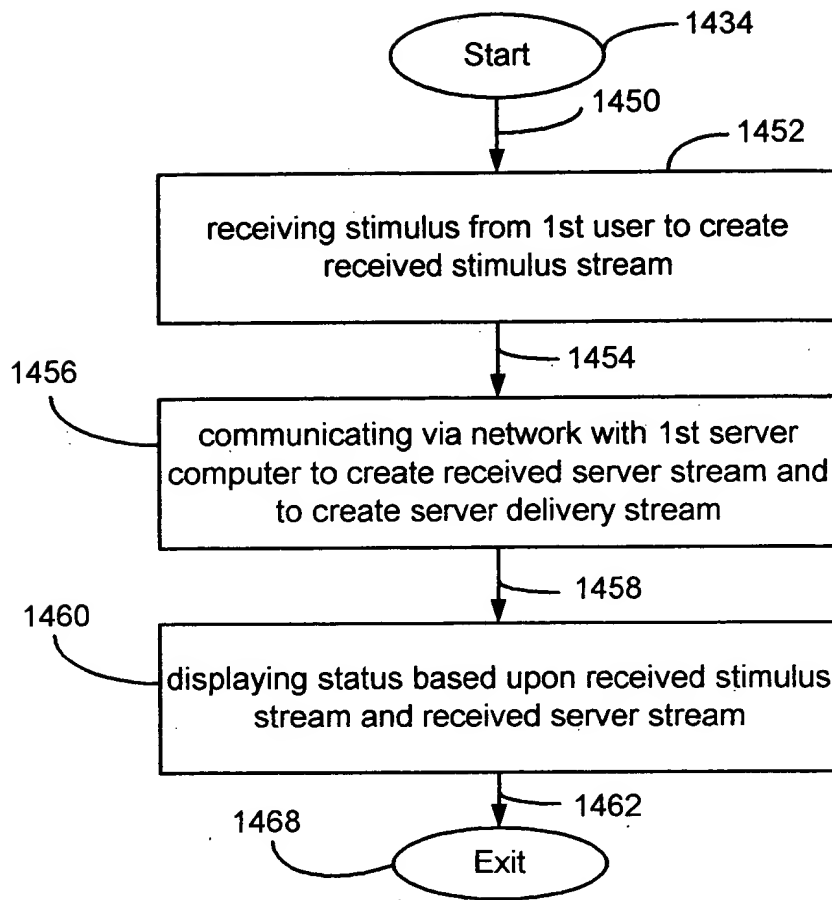 1434
Start
1450
1452
receiving stimulus from 1st user to create
received stimulus stream
1454
1456
communicating via network with 1st server
computer to create received server stream and
to create server delivery stream
1458
1460
displaying status based upon received stimulus
stream and received server stream
1462
1468
Exit